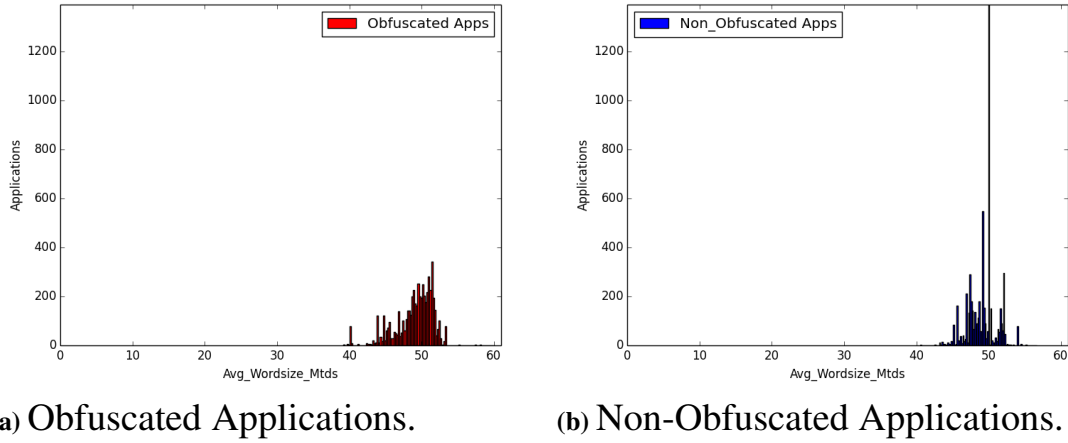 Obfuscated Apps
1200
1000
800
600
400
200
0
Applications
0 10 20 30 40 50 60
Avg_Wordsize_Mtds
a) Obfuscated Applications.
Non_Obfuscated Apps
1200
1000
800
600
400
200
0
Applications
0 10 20 30 40 50 60
Avg_Wordsize_Mtds
(b) Non-Obfuscated Applications.